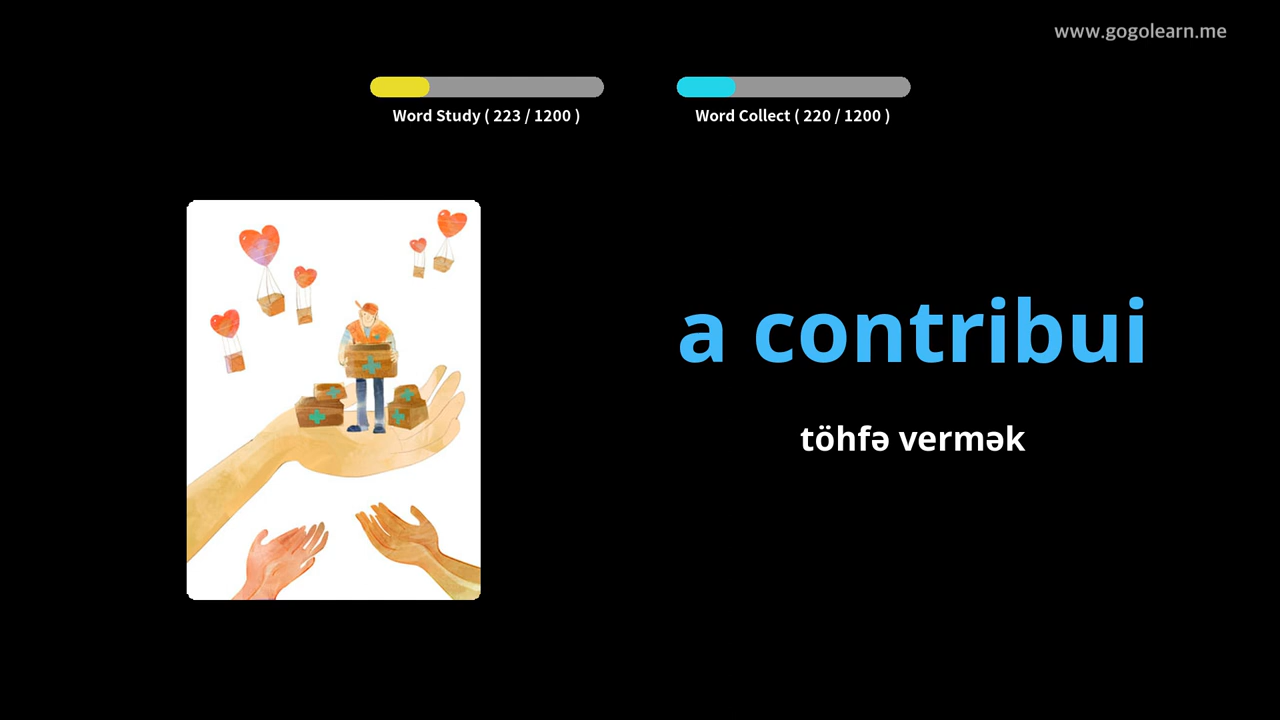 www.gogolearn.me
Word Study ( 223 / 1200 )
Word Collect ( 220 / 1200 )
a contribui
töhfə vermək